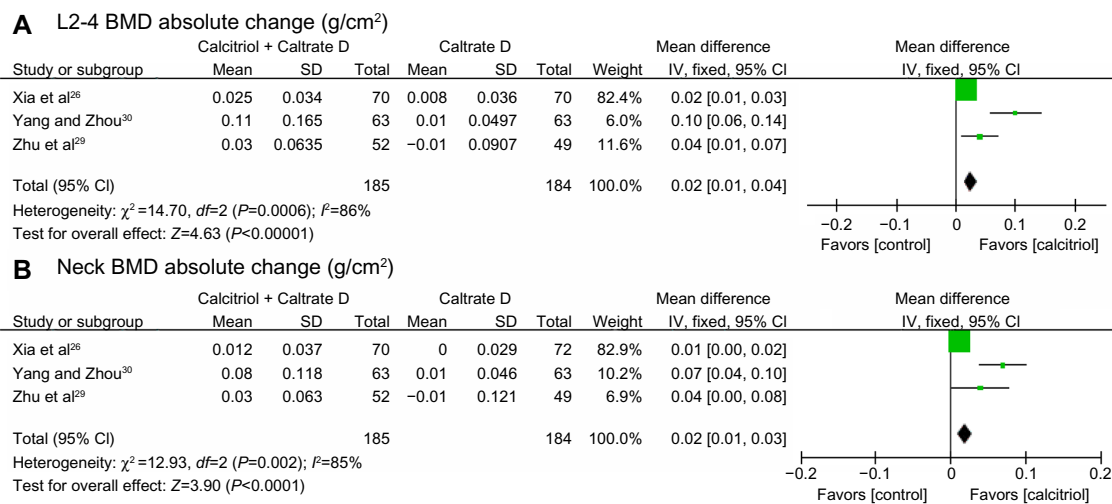 A L2-4 BMD absolute change (g/cm²)
Calcitriol + Caltrate D Caltrate D Mean difference Mean difference
Study or subgroup Mean SD Total Mean SD Total Weight IV, fixed, 95% CI IV, fixed, 95% CI
Xia et al²⁶ 0.025 0.034 70 0.008 0.036 70 82.4% 0.02 [0.01, 0.03]
Yang and Zhou³⁰ 0.11 0.165 63 0.01 0.0497 63 6.0% 0.10 [0.06, 0.14]
Zhu et al²⁹ 0.03 0.0635 52 −0.01 0.0907 49 11.6% 0.04 [0.01, 0.07]
Total (95% CI) 185 184 100.0% 0.02 [0.01, 0.04]
Heterogeneity: χ²=14.70, df=2 (P=0.0006); I²=86%
Test for overall effect: Z=4.63 (P<0.00001)
−0.2 −0.1 0 0.1 0.2
Favors [control] Favors [calcitriol]
B Neck BMD absolute change (g/cm²)
Calcitriol + Caltrate D Caltrate D Mean difference Mean difference
Study or subgroup Mean SD Total Mean SD Total Weight IV, fixed, 95% CI IV, fixed, 95% CI
Xia et al²⁶ 0.012 0.037 70 0 0.029 72 82.9% 0.01 [0.00, 0.02]
Yang and Zhou³⁰ 0.08 0.118 63 0.01 0.046 63 10.2% 0.07 [0.04, 0.10]
Zhu et al²⁹ 0.03 0.063 52 −0.01 0.121 49 6.9% 0.04 [0.00, 0.08]
Total (95% CI) 185 184 100.0% 0.02 [0.01, 0.03]
Heterogeneity: χ²=12.93, df=2 (P=0.002); I²=85%
Test for overall effect: Z=3.90 (P<0.0001)
−0.2 −0.1 0 0.1 0.2
Favors [control] Favors [calcitriol]